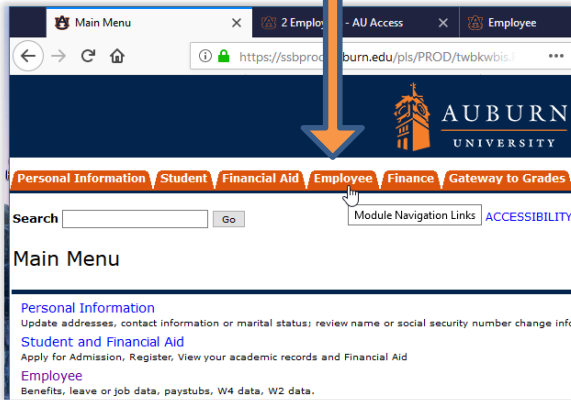 Main Menu
2 Employ - AU Access
Employee
https://ssbpro burn.edu/pls/PROD/twbkwbis.
AUBURN
UNIVERSITY
Personal Information Student Financial Aid Employee Finance Gateway to Grades
Search Go Module Navigation Links ACCESSIBILITY
Main Menu
Personal Information
Update addresses, contact information or marital status; review name or social security number change info
Student and Financial Aid
Apply for Admission, Register, View your academic records and Financial Aid
Employee
Benefits, leave or job data, paystubs, W4 data, W2 data.